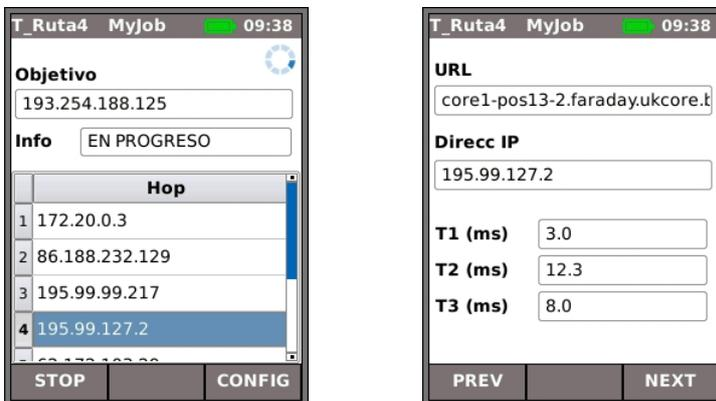 T_Ruta4 MyJob 09:38
Objetivo
193.254.188.125
Info EN PROGRESO
Hop
1 172.20.0.3
2 86.188.232.129
3 195.99.99.217
4 195.99.127.2
STOP CONFIG
T_Ruta4 MyJob 09:38
URL
core1-pos13-2.faraday.ukcore.b
Direcc IP
195.99.127.2
T1 (ms) 3.0
T2 (ms) 12.3
T3 (ms) 8.0
PREV NEXT